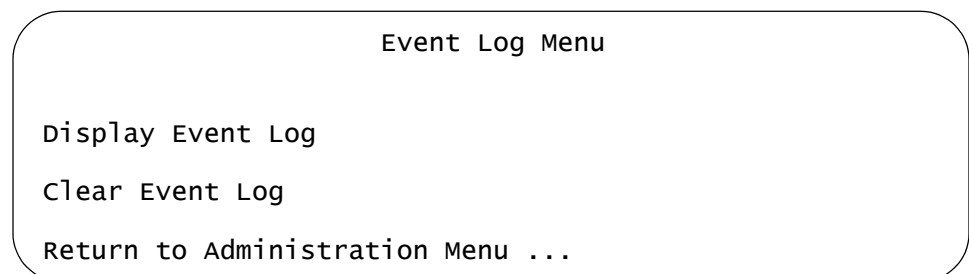 Event Log Menu
Display Event Log
Clear Event Log
Return to Administration Menu ...